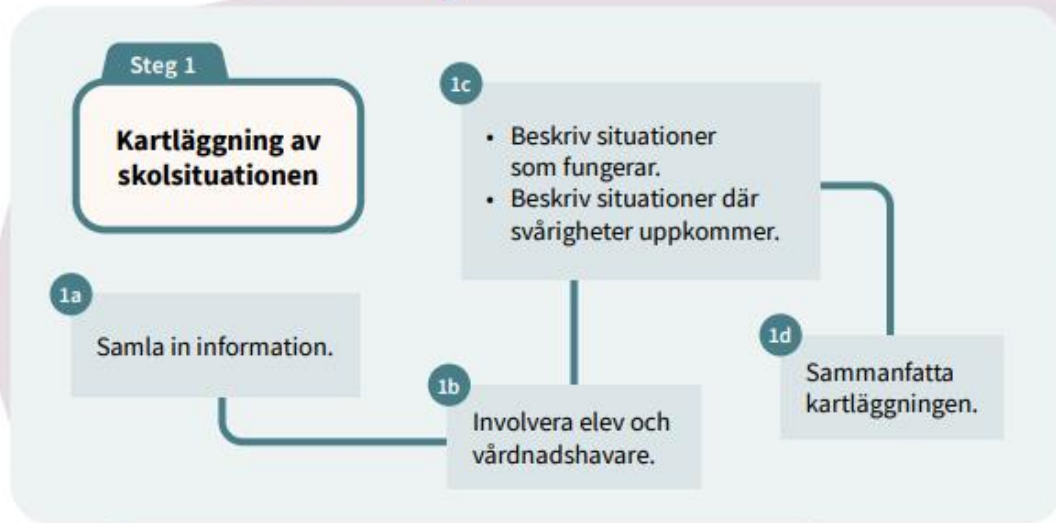 Steg 1
Kartläggning av
skolsituationen
1a
Samla in information.
1b
Involvera elev och
vårdnadshavare.
1c
• Beskriv situationer
som fungerar.
• Beskriv situationer där
svårigheter uppkommer.
1d
Sammanfatta
kartläggningen.